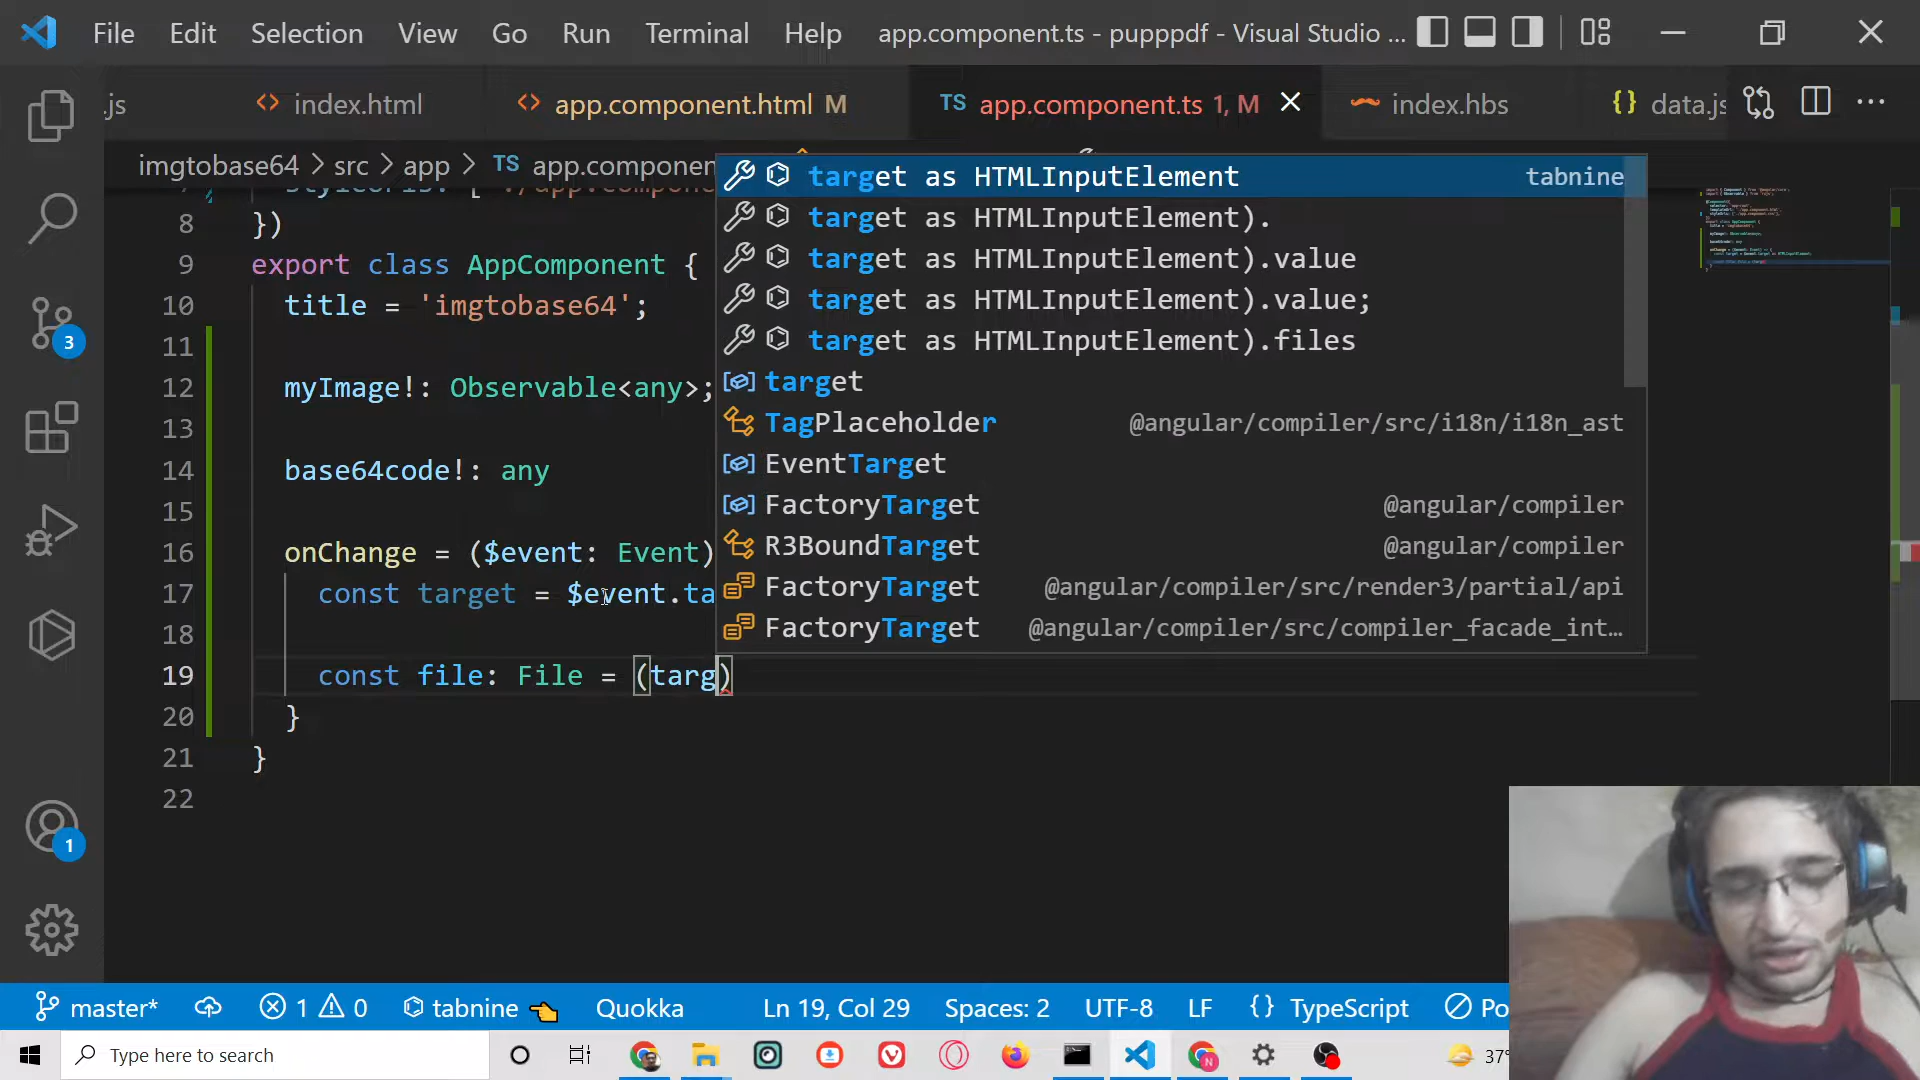 File Edit Selection View Go Run Terminal Help app.component.ts - pupppdf - Visual Studio ...
.js index.html app.component.html M TS app.component.ts 1, M index.hbs {} data.js
imgtobase64 > src > app > TS app.componen
8 })
9 export class AppComponent {
10 title = 'imgtobase64';
11
12 myImage!: Observable<any>;
13
14 base64code!: any
15
16 onChange = ($event: Event)
17 const target = $event.ta
18
19 const file: File = (targ)
20 }
21 }
22
target as HTMLInputElement tabnine
target as HTMLInputElement).
target as HTMLInputElement).value
target as HTMLInputElement).value;
target as HTMLInputElement).files
target
TagPlaceholder @angular/compiler/src/i18n/i18n_ast
EventTarget
FactoryTarget @angular/compiler
R3BoundTarget @angular/compiler
FactoryTarget @angular/compiler/src/render3/partial/api
FactoryTarget @angular/compiler/src/compiler_facade_int...
3
1
master* 1 0 tabnine Quokka Ln 19, Col 29 Spaces: 2 UTF-8 LF {} TypeScript Po
Type here to search 37°